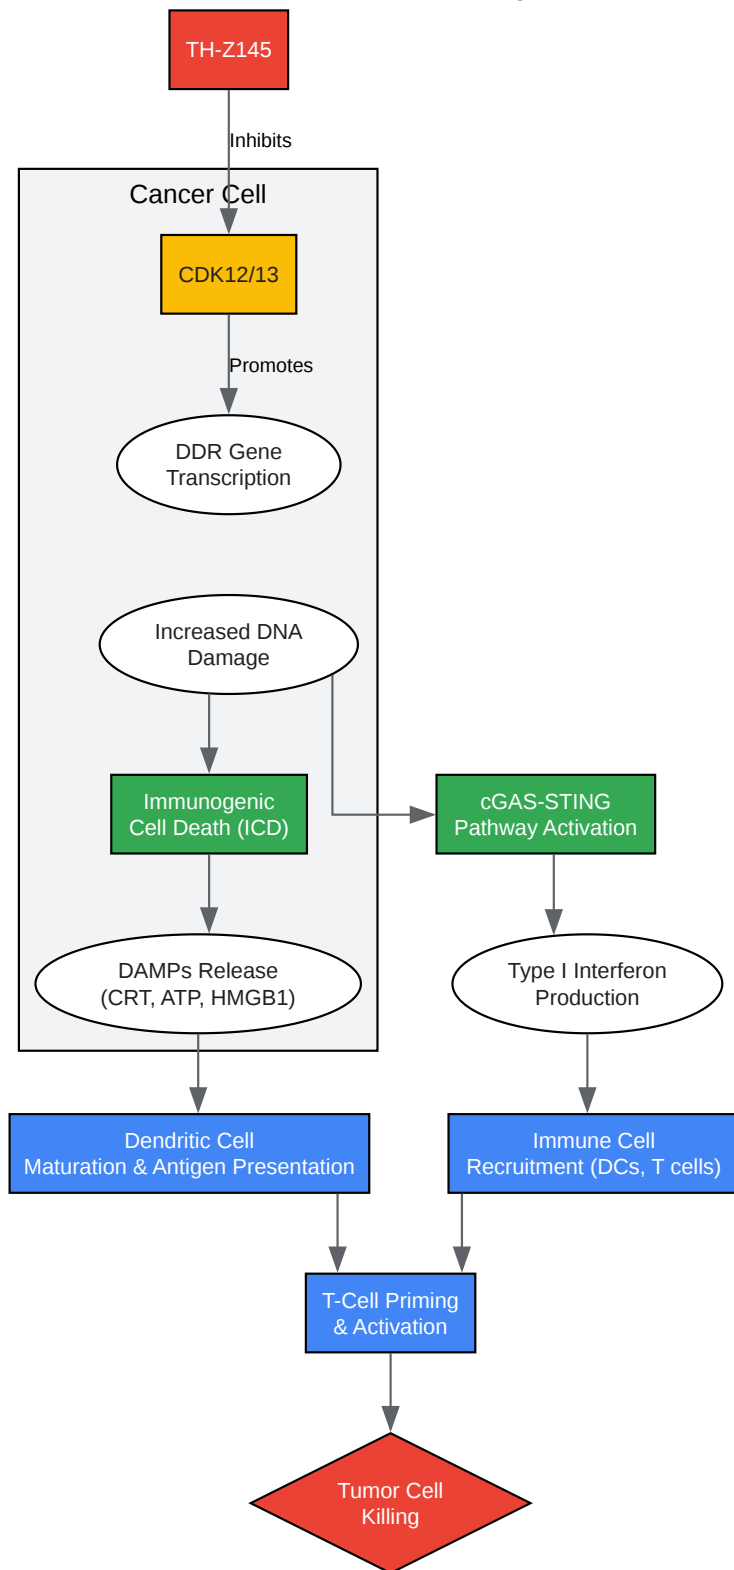 TH-Z145
Inhibits
Cancer Cell
CDK12/13
Promotes
DDR Gene
Transcription
Increased DNA
Damage
Immunogenic
Cell Death (ICD)
cGAS-STING
Pathway Activation
DAMPs Release
(CRT, ATP, HMGB1)
Type I Interferon
Production
Dendritic Cell
Maturation & Antigen Presentation
Immune Cell
Recruitment (DCs, T cells)
T-Cell Priming
& Activation
Tumor Cell
Killing